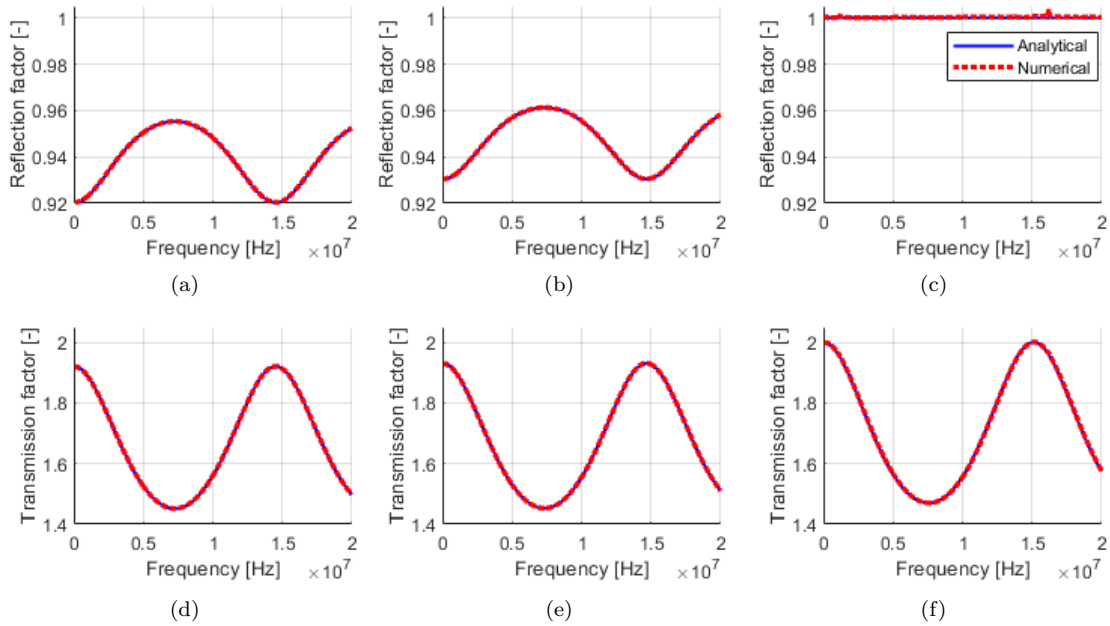 Reflection factor [-]
1
0.98
0.96
0.94
0.92
0 0.5 1 1.5 2
Frequency [Hz] ×10^7
(a)
Reflection factor [-]
1
0.98
0.96
0.94
0.92
0 0.5 1 1.5 2
Frequency [Hz] ×10^7
(b)
Reflection factor [-]
1
0.98
0.96
0.94
0.92
Analytical
Numerical
0 0.5 1 1.5 2
Frequency [Hz] ×10^7
(c)
Transmission factor [-]
2
1.8
1.6
1.4
0 0.5 1 1.5 2
Frequency [Hz] ×10^7
(d)
Transmission factor [-]
2
1.8
1.6
1.4
0 0.5 1 1.5 2
Frequency [Hz] ×10^7
(e)
Transmission factor [-]
2
1.8
1.6
1.4
0 0.5 1 1.5 2
Frequency [Hz] ×10^7
(f)